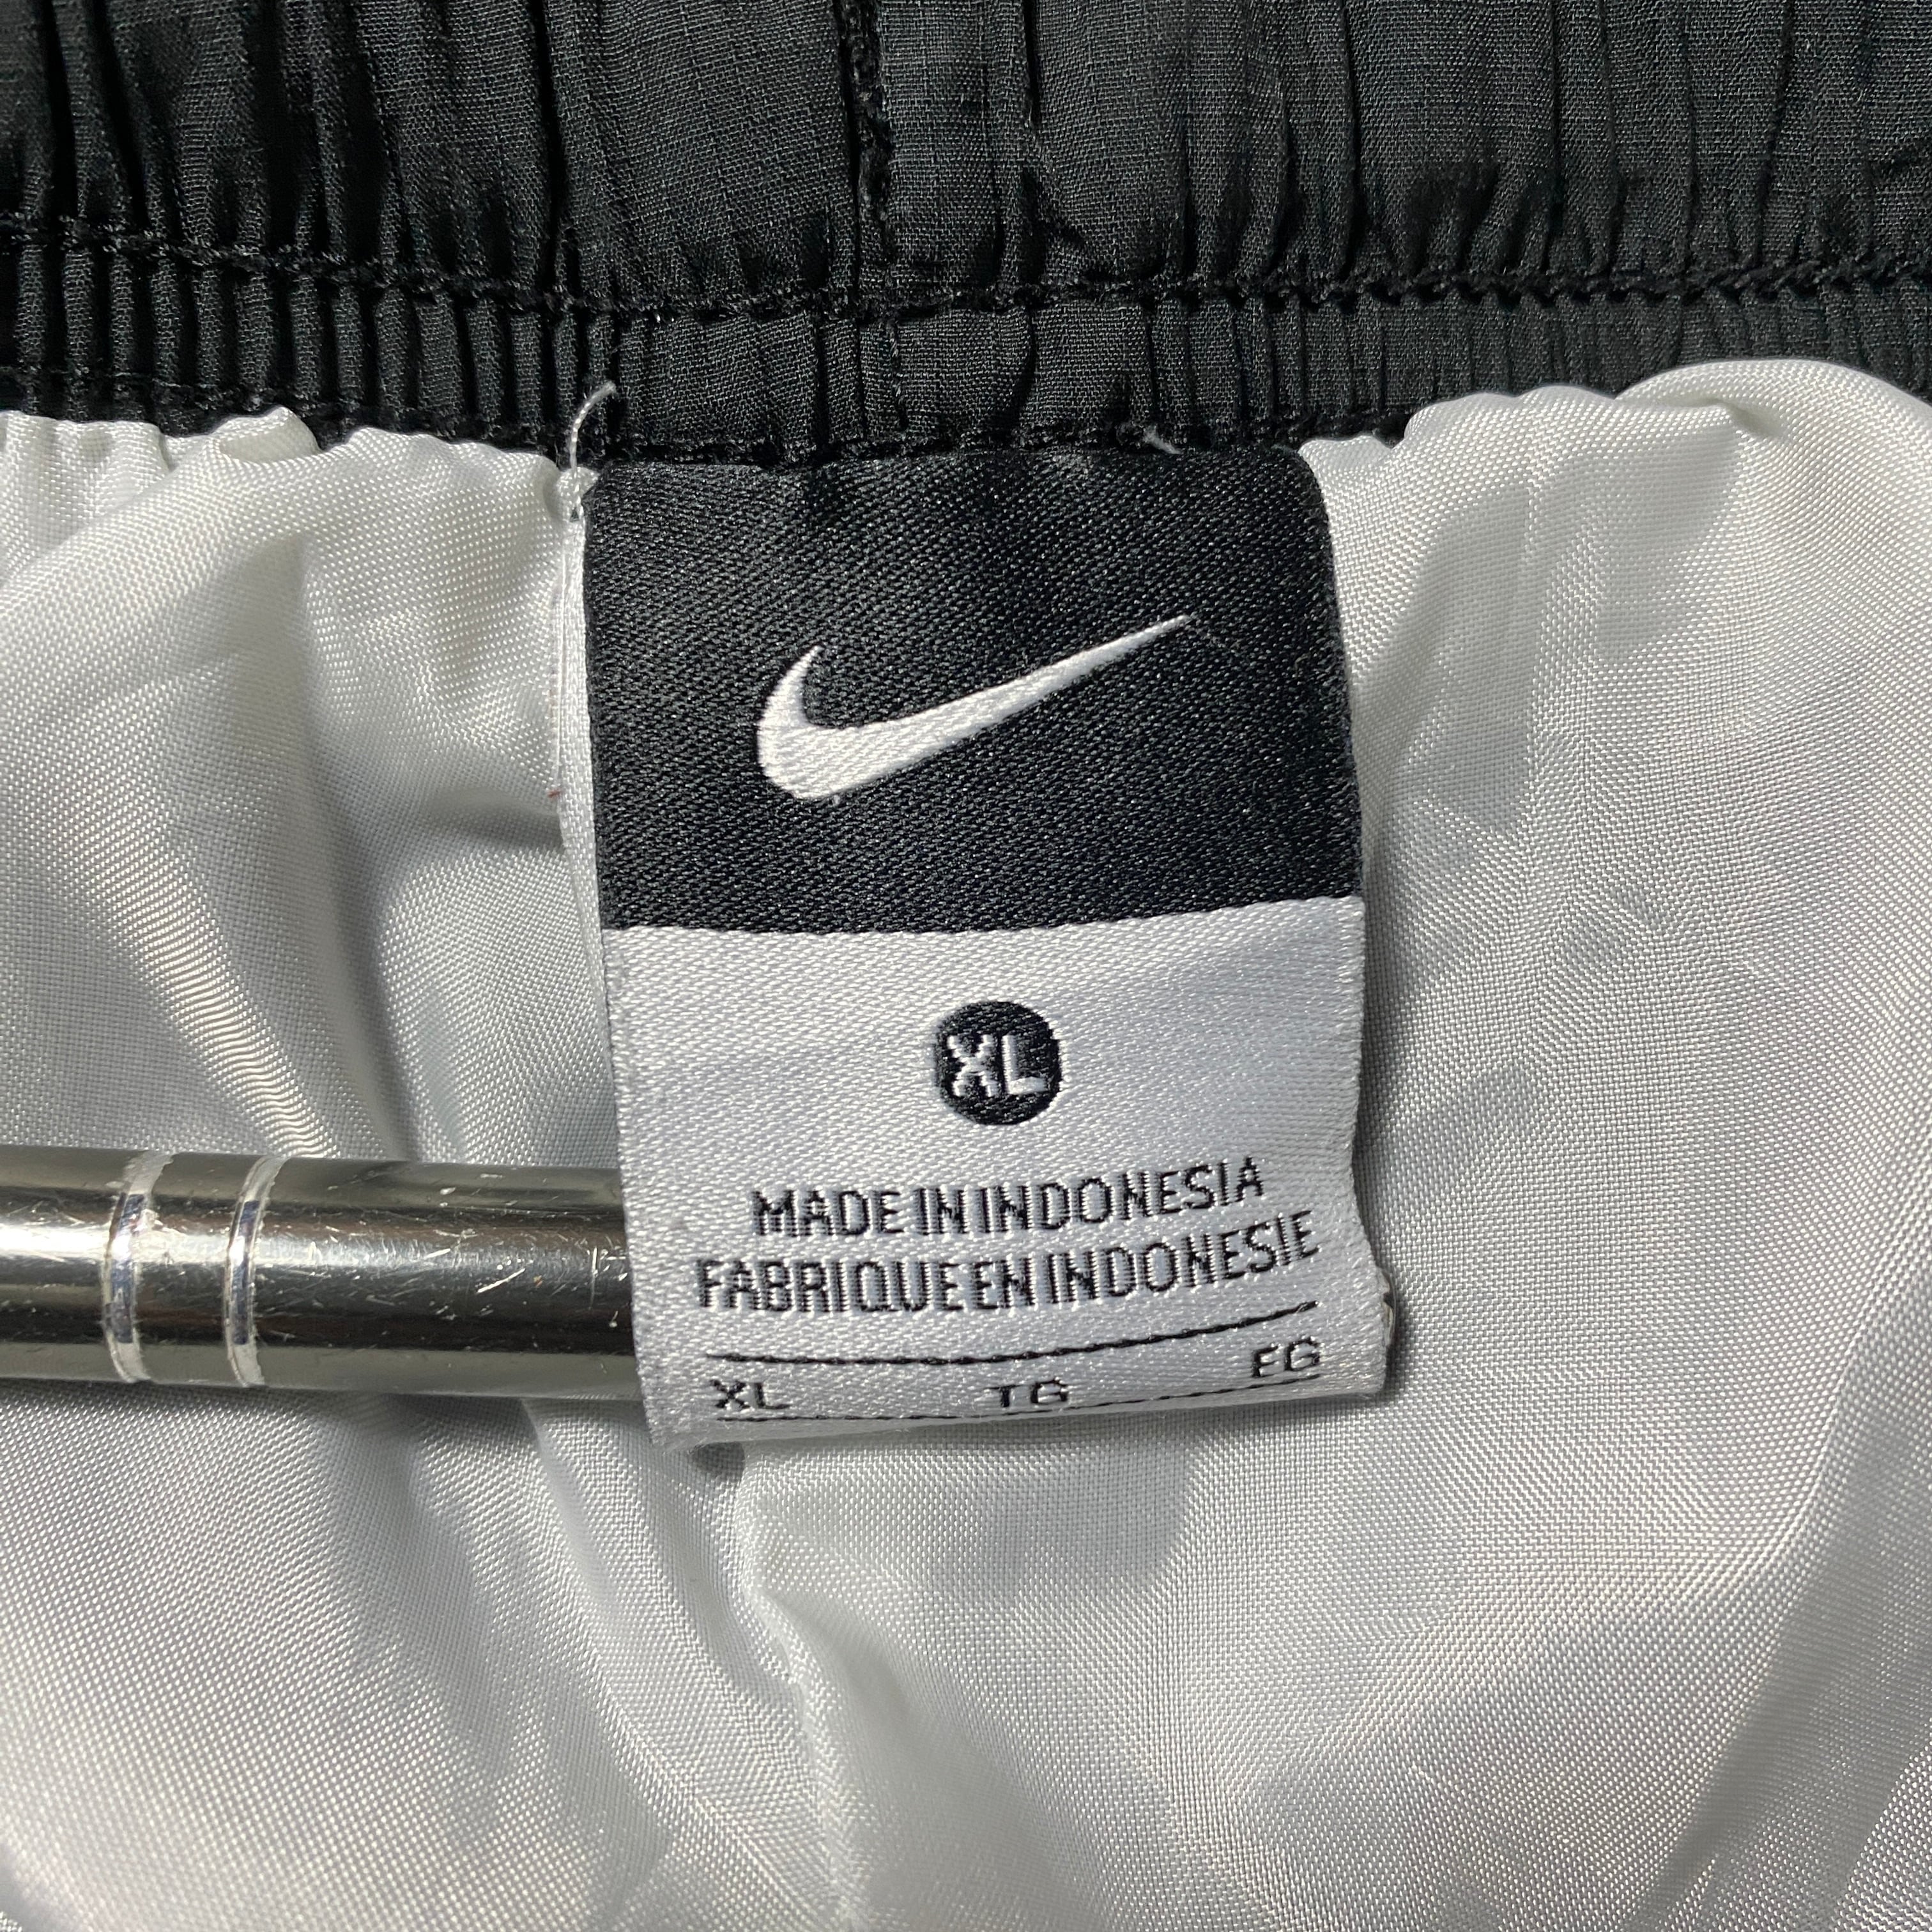 XL
MADE IN INDONESIA
FABRIQUE EN INDONESIE
XL TG EG